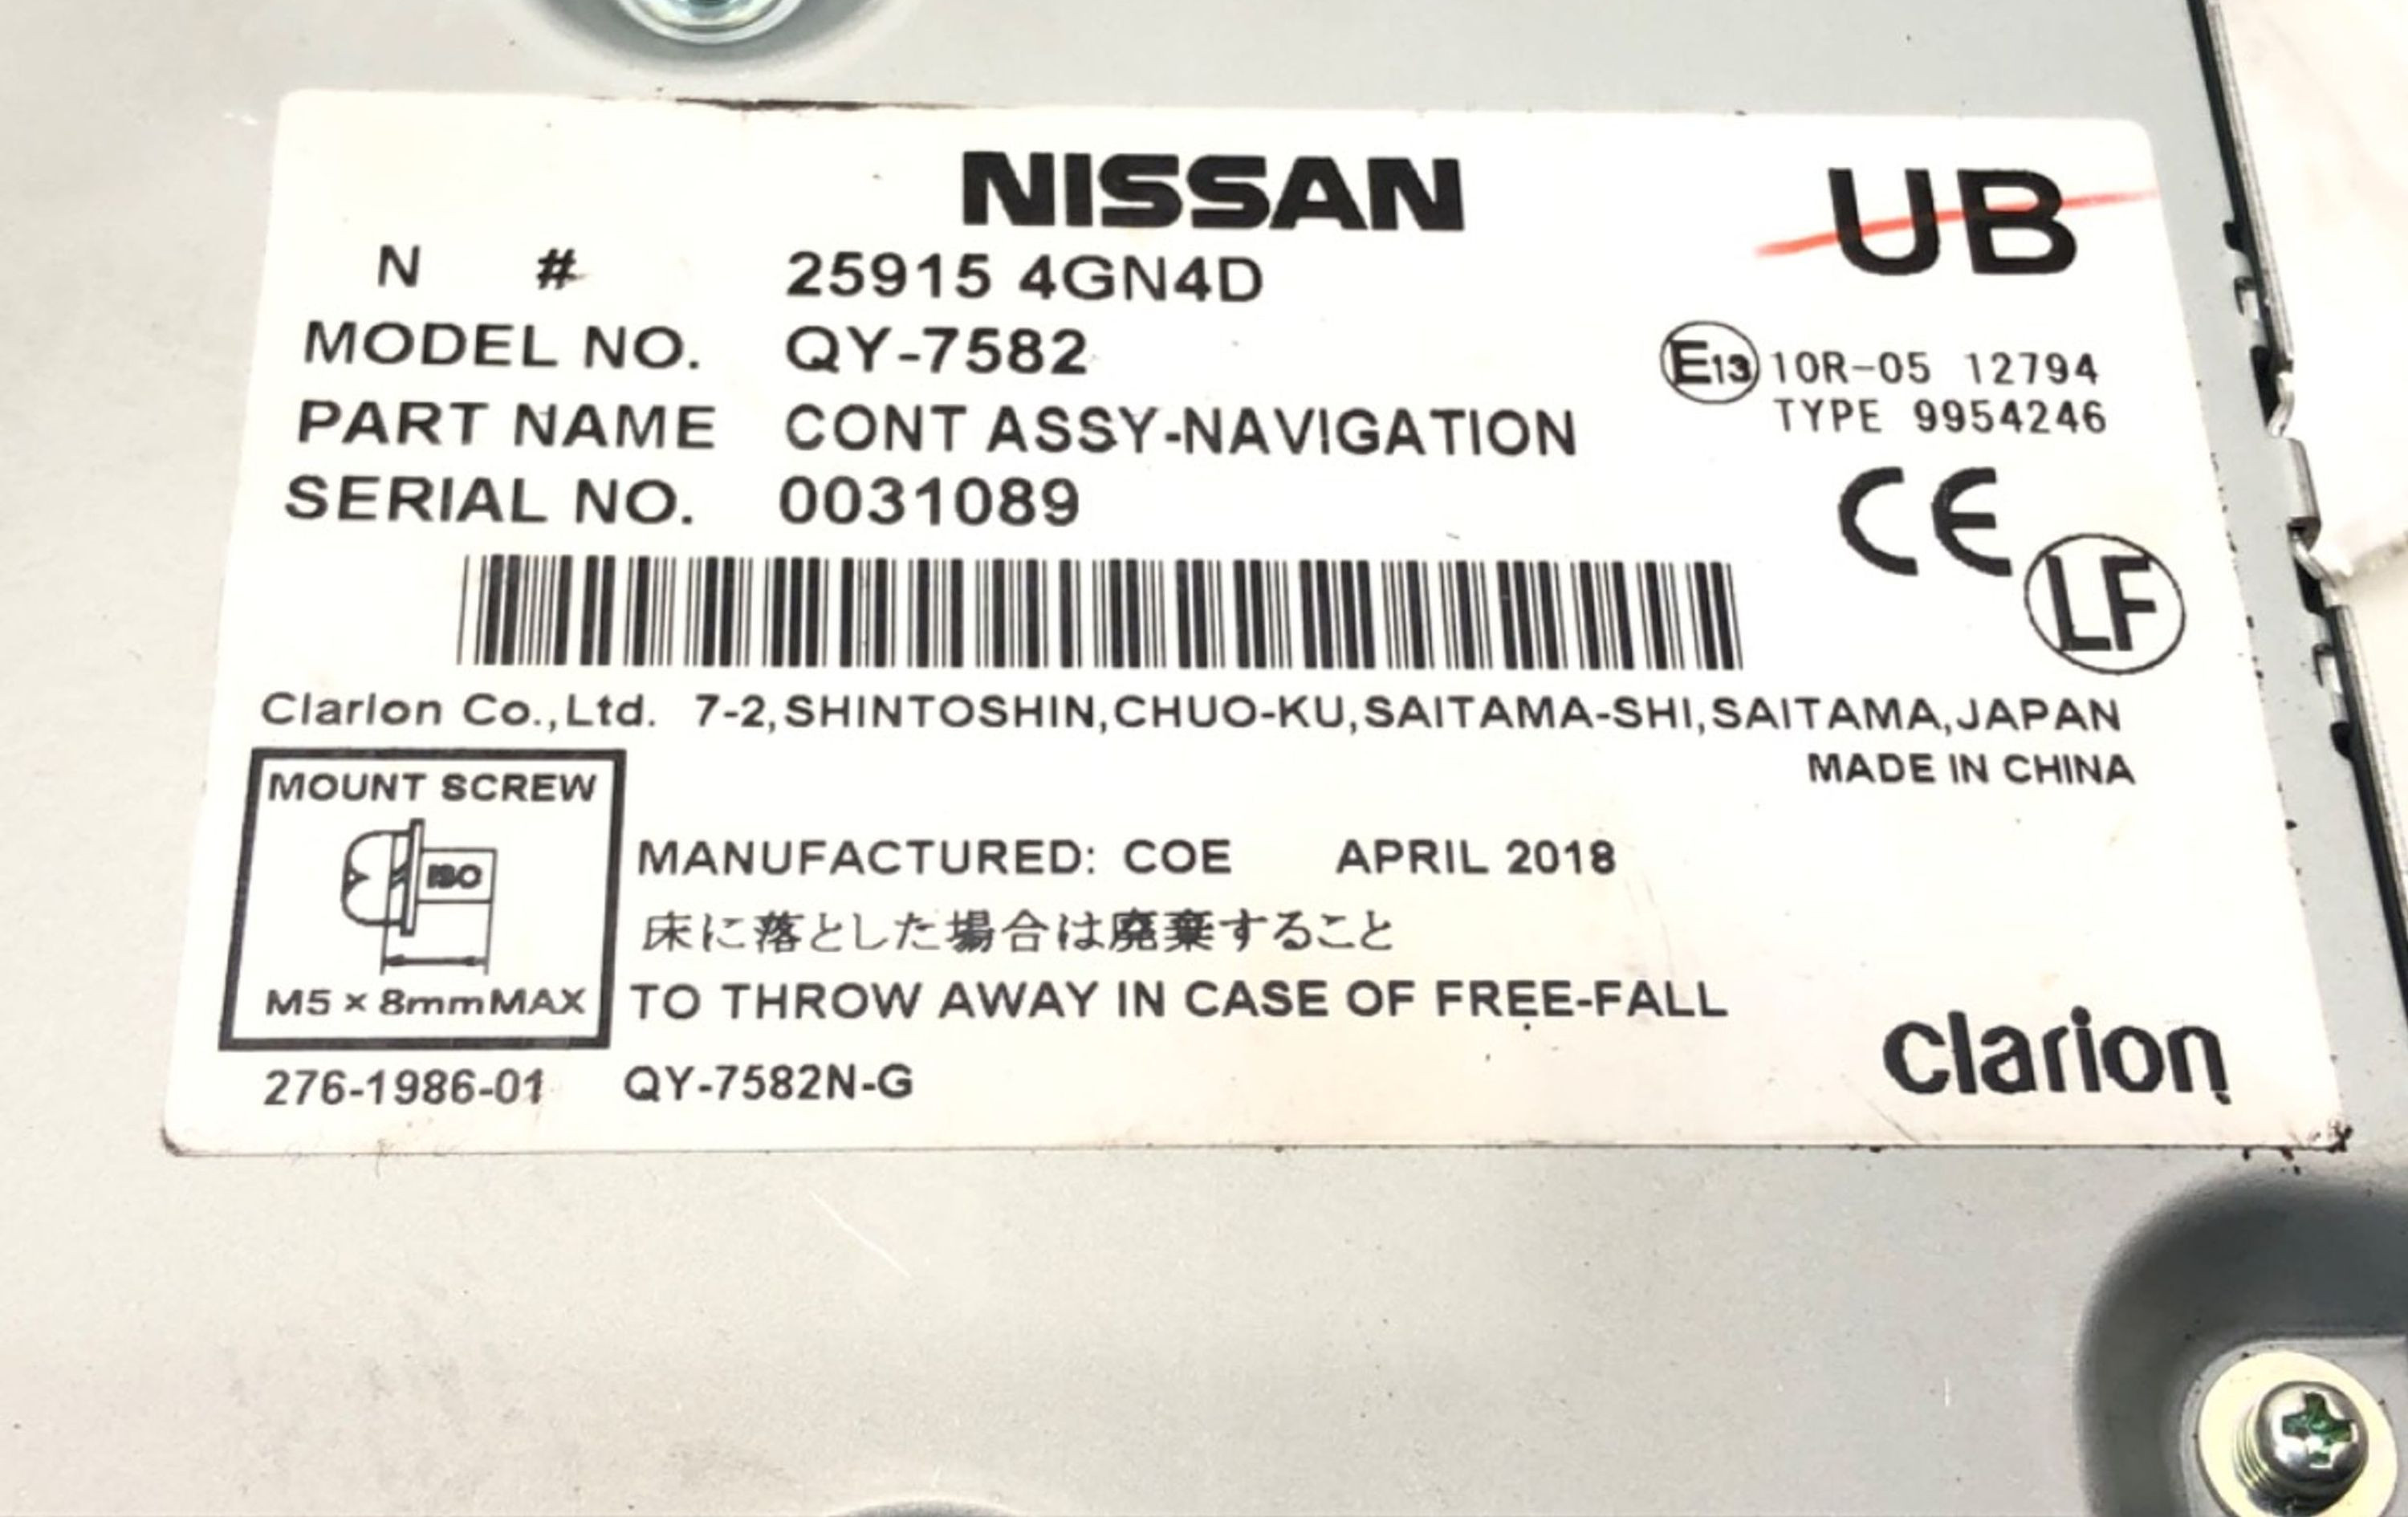 NISSAN
UB
N # 25915 4GN4D
MODEL NO. QY-7582
E13 10R-05 12794
TYPE 9954246
PART NAME CONT ASSY-NAVIGATION
SERIAL NO. 0031089
CE
LF
Clarion Co.,Ltd. 7-2,SHINTOSHIN,CHUO-KU,SAITAMA-SHI,SAITAMA,JAPAN
MADE IN CHINA
MOUNT SCREW
ISO
M5 × 8mmMAX
MANUFACTURED: COE APRIL 2018
床に落とした場合は廃棄すること
TO THROW AWAY IN CASE OF FREE-FALL
276-1986-01 QY-7582N-G
clarion